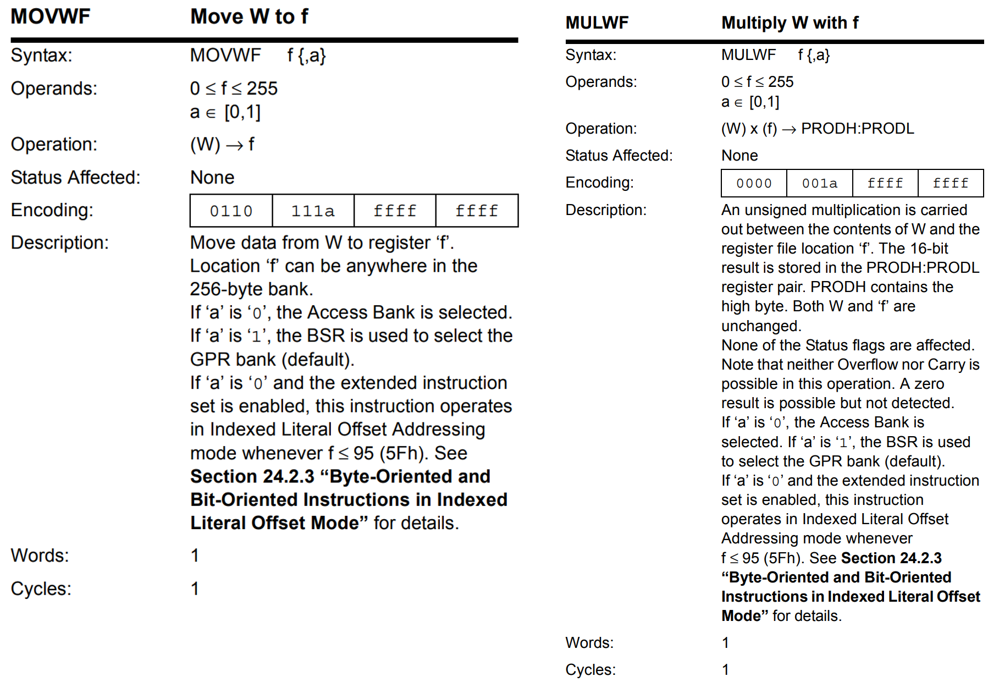 MOVWF Move W to f
Syntax: MOVWF f {,a}
Operands: 0 ≤ f ≤ 255
a ∈ [0,1]
Operation: (W) → f
Status Affected: None
Encoding: 0110 111a ffff ffff
Description: Move data from W to register ‘f’.
Location ‘f’ can be anywhere in the
256-byte bank.
If ‘a’ is ‘0’, the Access Bank is selected.
If ‘a’ is ‘1’, the BSR is used to select the
GPR bank (default).
If ‘a’ is ‘0’ and the extended instruction
set is enabled, this instruction operates
in Indexed Literal Offset Addressing
mode whenever f ≤ 95 (5Fh). See
Section 24.2.3 “Byte-Oriented and
Bit-Oriented Instructions in Indexed
Literal Offset Mode” for details.
Words: 1
Cycles: 1
MULWF Multiply W with f
Syntax: MULWF f {,a}
Operands: 0 ≤ f ≤ 255
a ∈ [0,1]
Operation: (W) x (f) → PRODH:PRODL
Status Affected: None
Encoding: 0000 001a ffff ffff
Description: An unsigned multiplication is carried
out between the contents of W and the
register file location ‘f’. The 16-bit
result is stored in the PRODH:PRODL
register pair. PRODH contains the
high byte. Both W and ‘f’ are
unchanged.
None of the Status flags are affected.
Note that neither Overflow nor Carry is
possible in this operation. A zero
result is possible but not detected.
If ‘a’ is ‘0’, the Access Bank is
selected. If ‘a’ is ‘1’, the BSR is used
to select the GPR bank (default).
If ‘a’ is ‘0’ and the extended instruction
set is enabled, this instruction
operates in Indexed Literal Offset
Addressing mode whenever
f ≤ 95 (5Fh). See Section 24.2.3
“Byte-Oriented and Bit-Oriented
Instructions in Indexed Literal Offset
Mode” for details.
Words: 1
Cycles: 1